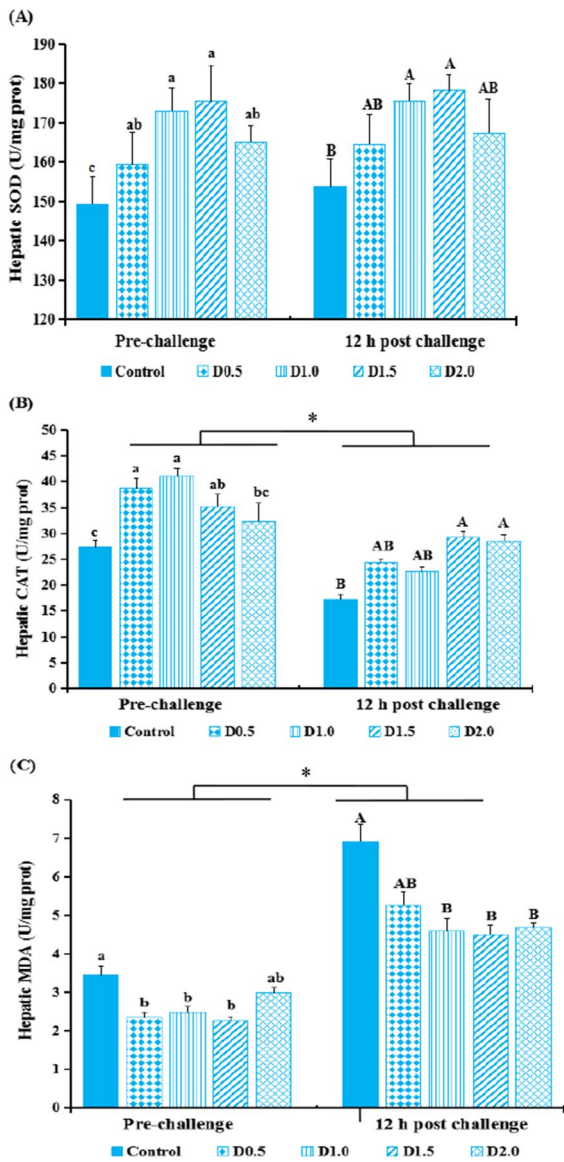 (A)
Hepatic SOD (U/mg prot)
190
180
170
160
150
140
130
120
c
ab
a
a
ab
B
AB
A
A
AB
Pre-challenge
12 h post challenge
Control
D0.5
D1.0
D1.5
D2.0
(B)
Hepatic CAT (U/mg prot)
50
45
40
35
30
25
20
15
10
5
0
*
c
a
a
ab
bc
B
AB
AB
A
A
Pre-challenge
12 h post challenge
Control
D0.5
D1.0
D1.5
D2.0
(C)
Hepatic MDA (U/mg prot)
8
7
6
5
4
3
2
1
0
*
a
b
b
b
ab
A
AB
B
B
B
Pre-challenge
12 h post challenge
Control
D0.5
D1.0
D1.5
D2.0